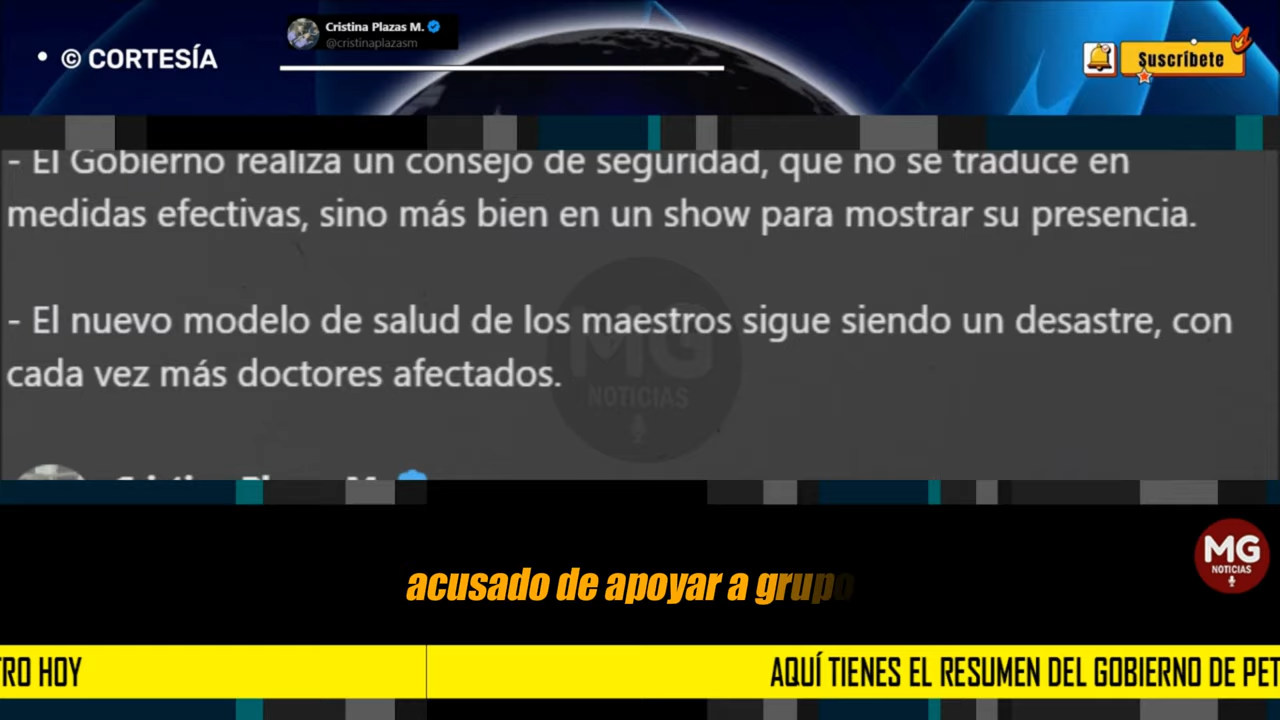 • © CORTESÍA
Cristina Plazas M.
@cristinaplazasm
Suscríbete
- El Gobierno realiza un consejo de seguridad, que no se traduce en
medidas efectivas, sino más bien en un show para mostrar su presencia.
- El nuevo modelo de salud de los maestros sigue siendo un desastre, con
cada vez más doctores afectados.
MG
NOTICIAS
acusado de apoyar a grupo
MG
NOTICIAS
TRO HOY
AQUÍ TIENES EL RESUMEN DEL GOBIERNO DE PET